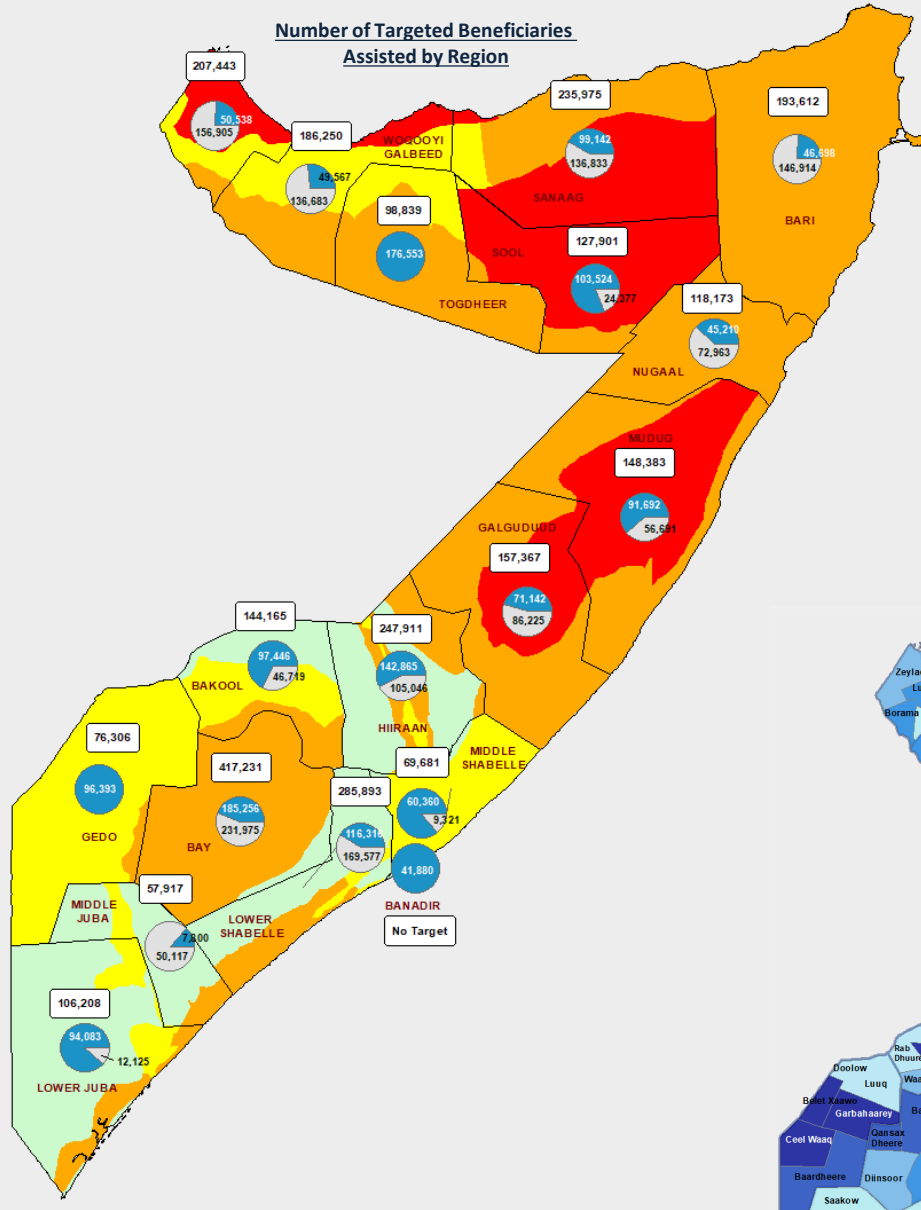 Number of Targeted Beneficiaries
Assisted by Region
207,443
50,538
156,905
186,250
49,567
136,683
WOQOOYI
GALBEED
235,975
99,142
136,833
SANAAG
193,612
46,698
146,914
BARI
98,839
176,553
TOGDHEER
SOOL
127,901
103,524
24,377
118,173
45,210
72,963
NUGAAL
MUDUG
148,383
91,692
56,691
GALGUDUUD
157,367
71,142
86,225
144,165
97,446
46,719
BAKOOL
247,911
142,865
105,046
HIIRAAN
MIDDLE
SHABELLE
69,681
60,360
9,321
76,306
96,393
GEDO
417,231
185,256
231,975
BAY
285,893
116,316
169,577
41,880
BANADIR
No Target
57,917
7,800
50,117
MIDDLE
JUBA
LOWER
SHABELLE
106,208
94,083
12,125
LOWER JUBA
Borama
Rab
Dhuure
Doolow
Luuq
Belet Xaawo
Garbahaarey
Ceel Waaq
Qansax
Dheere
Baardheere
Diinsoor
Saakow